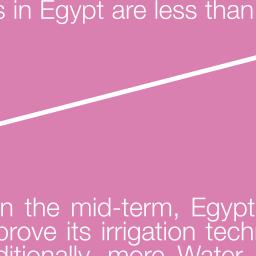 s in Egypt are less than
n the mid-term, Egypt
prove its irrigation tech
ditionally, more Water